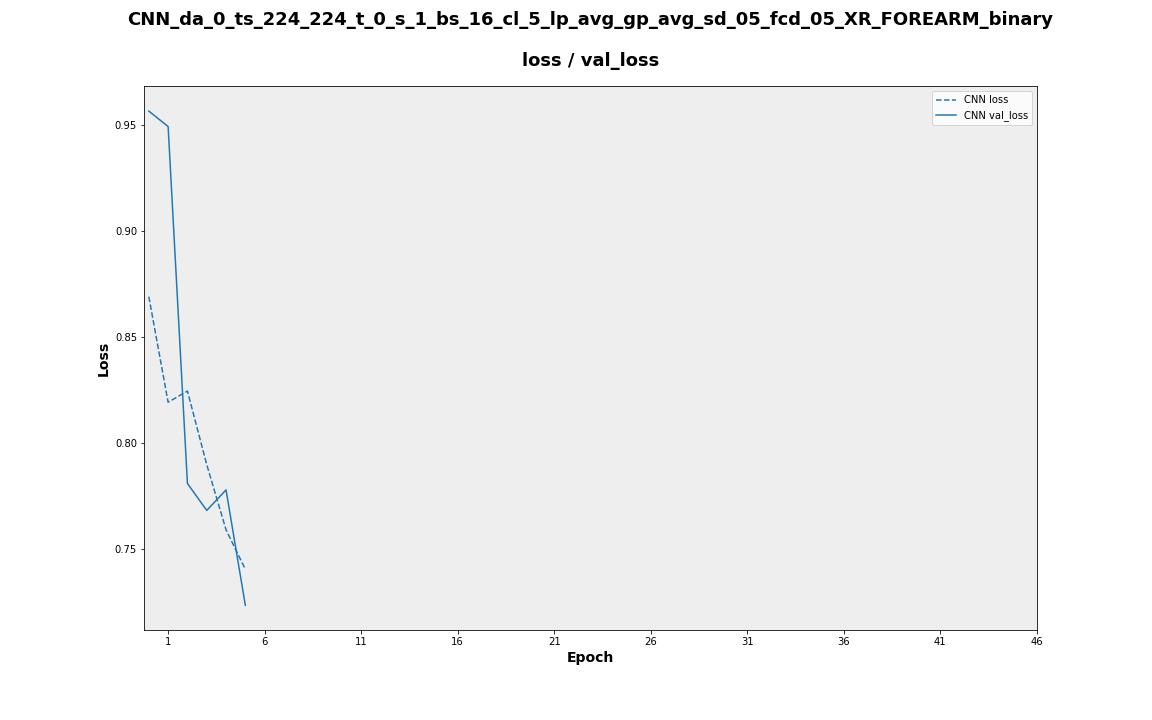 CNN_da_0_ts_224_224_t_0_s_1_bs_16_cl_5_lp_avg_gp_avg_sd_05_fcd_05_XR_FOREARM_binary
loss / val_loss
CNN loss
CNN val_loss
0.95
0.90
0.85
0.80
0.75
Loss
1 6 11 16 21 26 31 36 41 46
Epoch